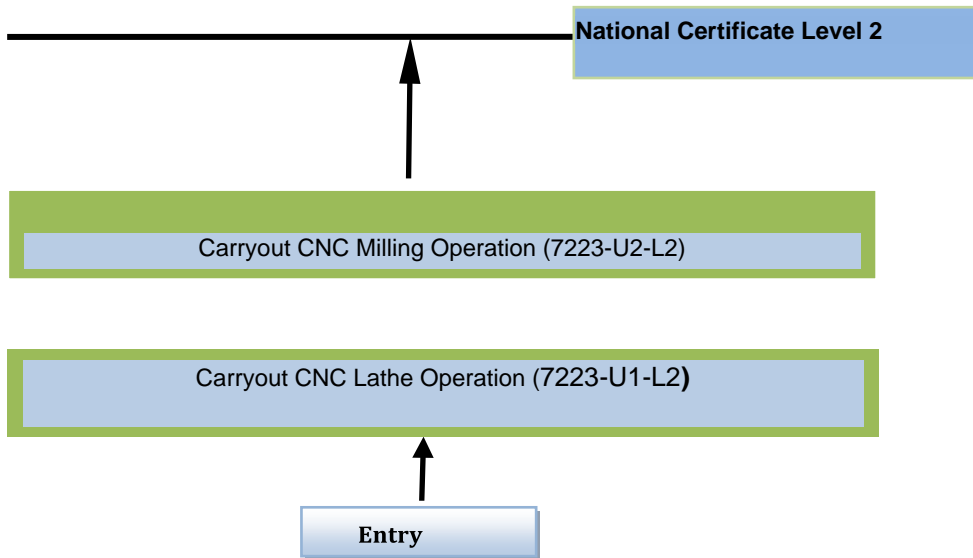 National Certificate Level 2
Carryout CNC Milling Operation (7223-U2-L2)
Carryout CNC Lathe Operation (7223-U1-L2)
Entry